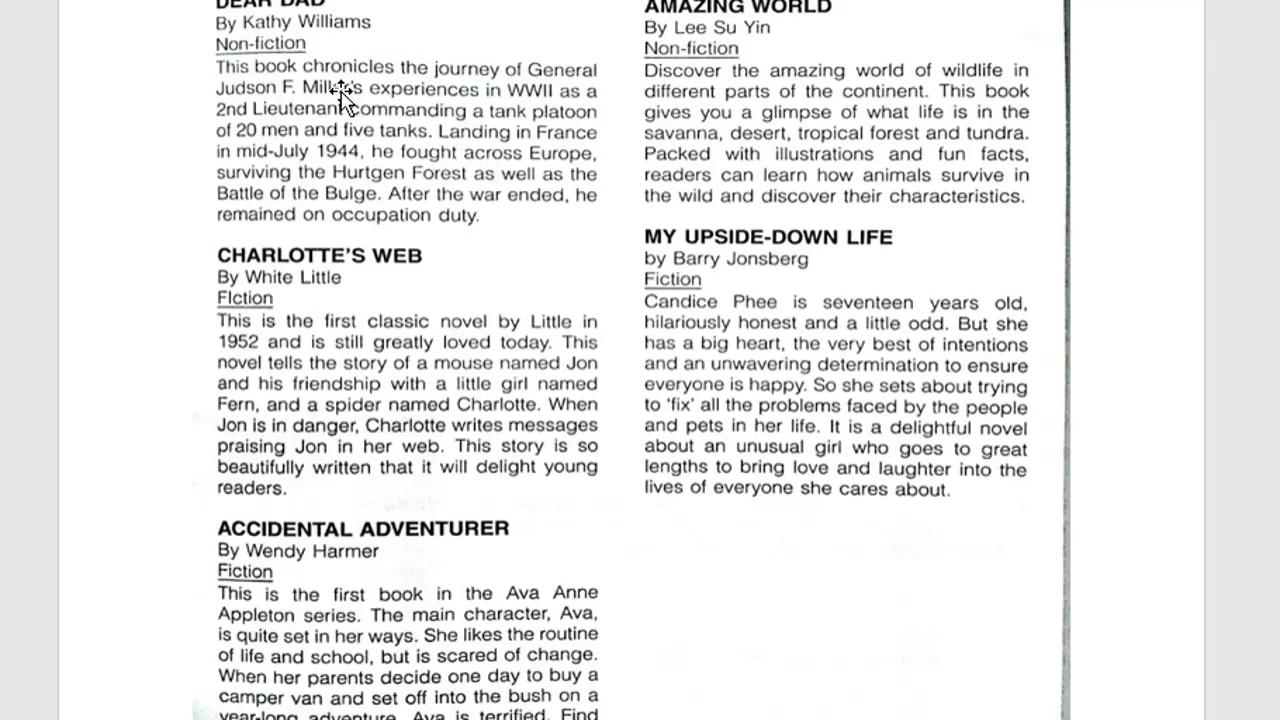 DEAR DAD
By Kathy Williams
Non-fiction
This book chronicles the journey of General
Judson F. Miller's experiences in WWII as a
2nd Lieutenant commanding a tank platoon
of 20 men and five tanks. Landing in France
in mid-July 1944, he fought across Europe,
surviving the Hurtgen Forest as well as the
Battle of the Bulge. After the war ended, he
remained on occupation duty.
CHARLOTTE'S WEB
By White Little
FIction
This is the first classic novel by Little in
1952 and is still greatly loved today. This
novel tells the story of a mouse named Jon
and his friendship with a little girl named
Fern, and a spider named Charlotte. When
Jon is in danger, Charlotte writes messages
praising Jon in her web. This story is so
beautifully written that it will delight young
readers.
ACCIDENTAL ADVENTURER
By Wendy Harmer
Fiction
This is the first book in the Ava Anne
Appleton series. The main character, Ava,
is quite set in her ways. She likes the routine
of life and school, but is scared of change.
When her parents decide one day to buy a
camper van and set off into the bush on a
year-long adventure, Ava is terrified. Find
AMAZING WORLD
By Lee Su Yin
Non-fiction
Discover the amazing world of wildlife in
different parts of the continent. This book
gives you a glimpse of what life is in the
savanna, desert, tropical forest and tundra.
Packed with illustrations and fun facts,
readers can learn how animals survive in
the wild and discover their characteristics.
MY UPSIDE-DOWN LIFE
by Barry Jonsberg
Fiction
Candice Phee is seventeen years old,
hilariously honest and a little odd. But she
has a big heart, the very best of intentions
and an unwavering determination to ensure
everyone is happy. So she sets about trying
to 'fix' all the problems faced by the people
and pets in her life. It is a delightful novel
about an unusual girl who goes to great
lengths to bring love and laughter into the
lives of everyone she cares about.